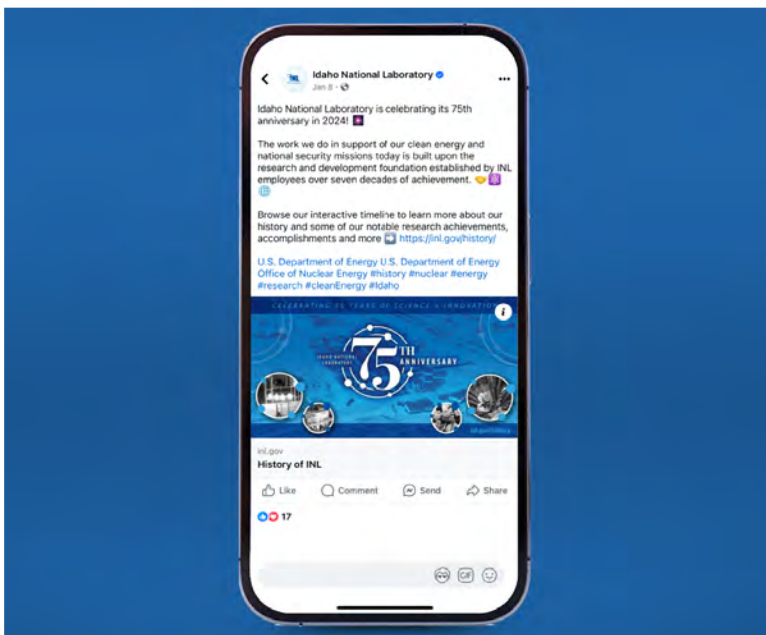 Idaho National Laboratory
Jan 8 ·
Idaho National Laboratory is celebrating its 75th
anniversary in 2024!
The work we do in support of our clean energy and
national security missions today is built upon the
research and development foundation established by INL
employees over seven decades of achievement.
Browse our interactive timeline to learn more about our
history and some of our notable research achievements,
accomplishments and more https://inl.gov/history/
U.S. Department of Energy U.S. Department of Energy
Office of Nuclear Energy #history #nuclear #energy
#research #cleanEnergy #Idaho
CELEBRATING 75 YEARS OF SCIENCE & INNOVATION
IDAHO NATIONAL
LABORATORY
75TH
ANNIVERSARY
inl.gov
History of INL
Like Comment Send Share
17
GIF